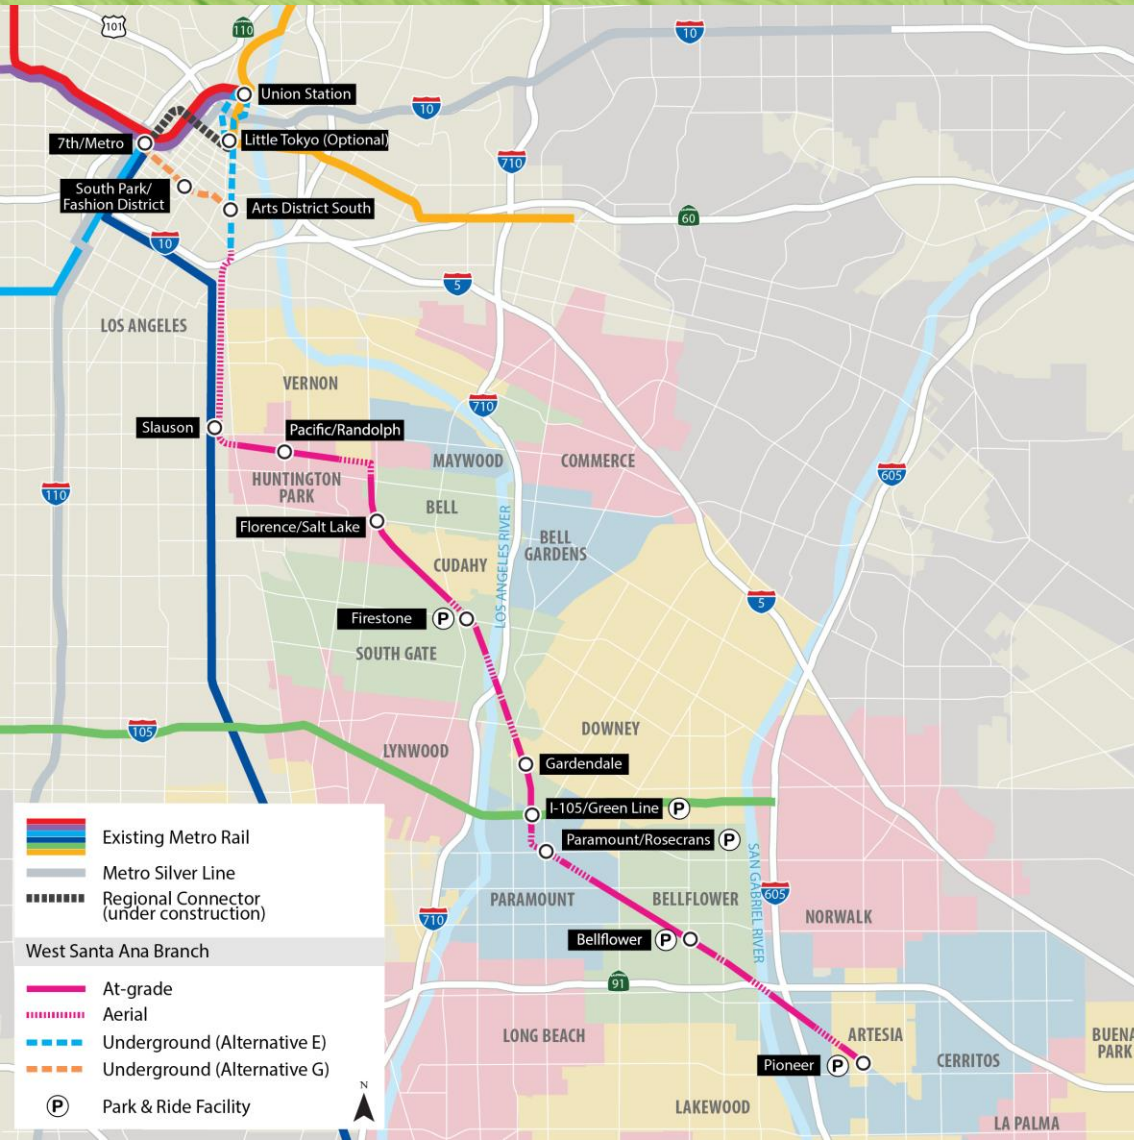 101
110
10
Union Station
10
7th/Metro
Little Tokyo (Optional)
710
South Park/
Fashion District
Arts District South
60
10
5
LOS ANGELES
VERNON
710
Slauson
Pacific/Randolph
MAYWOOD
COMMERCE
HUNTINGTON
PARK
605
110
BELL
Florence/Salt Lake
BELL
GARDENS
CUDAHY
LOS ANGELES RIVER
5
Firestone
P
SOUTH GATE
105
DOWNEY
LYNWOOD
Gardendale
I-105/Green Line
P
Paramount/Rosecrans
P
PARAMOUNT
BELLFLOWER
SAN GABRIEL RIVER
605
710
NORWALK
Bellflower
P
91
LONG BEACH
ARTESIA
BUENA
PARK
Pioneer
P
CERRITOS
LAKEWOOD
LA PALMA
Existing Metro Rail
Metro Silver Line
Regional Connector
(under construction)
West Santa Ana Branch
At-grade
Aerial
Underground (Alternative E)
Underground (Alternative G)
P
Park & Ride Facility
N